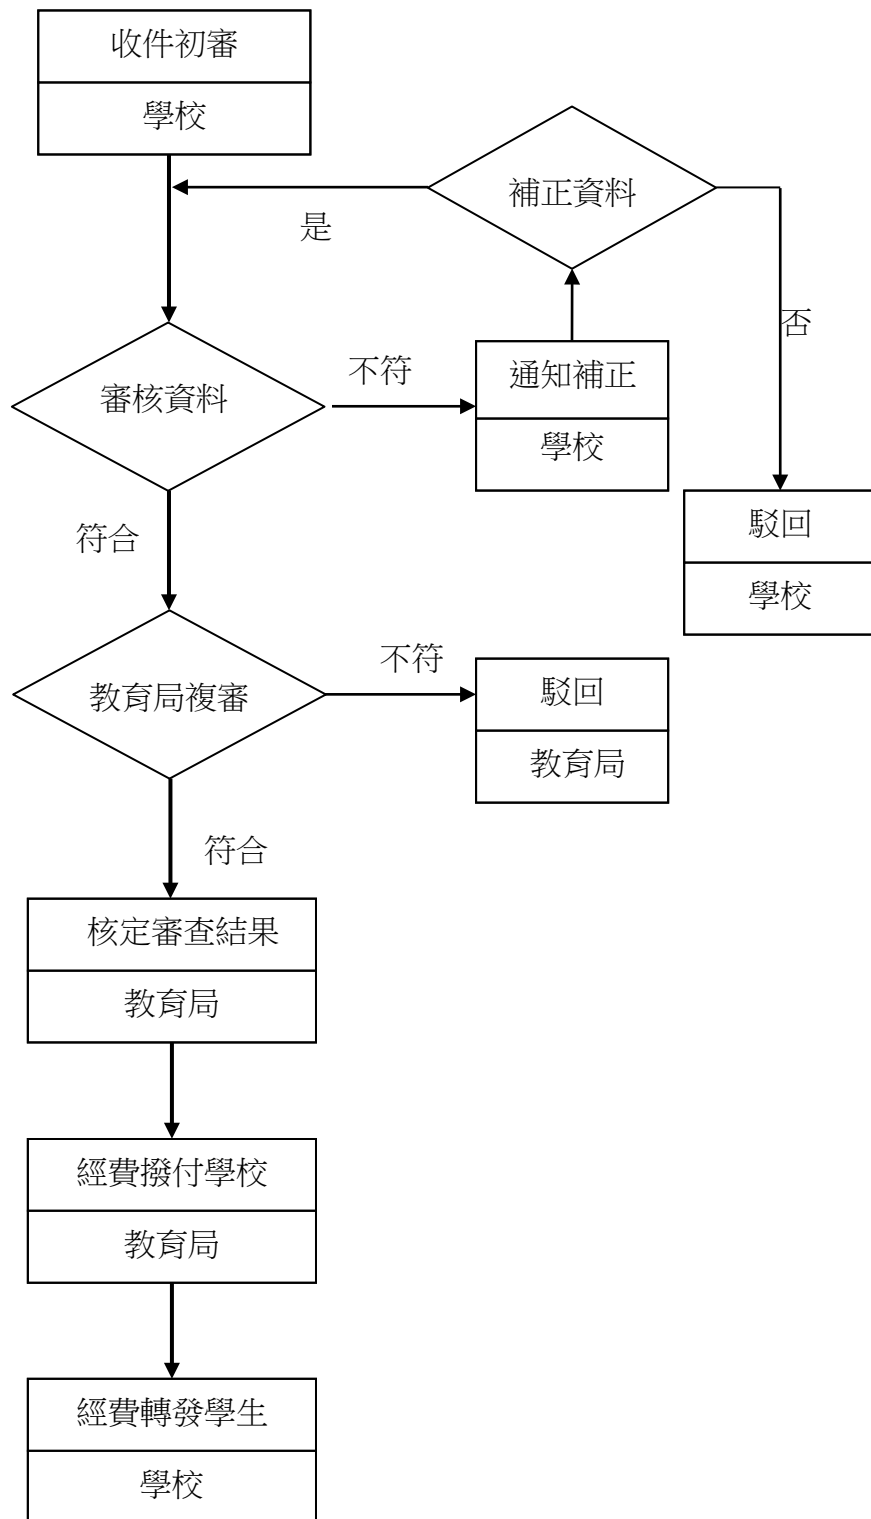 收件初審
學校
補正資料
是
否
審核資料
不符
通知補正
學校
駁回
學校
符合
教育局複審
不符
駁回
教育局
符合
核定審查結果
教育局
經費撥付學校
教育局
經費轉發學生
學校